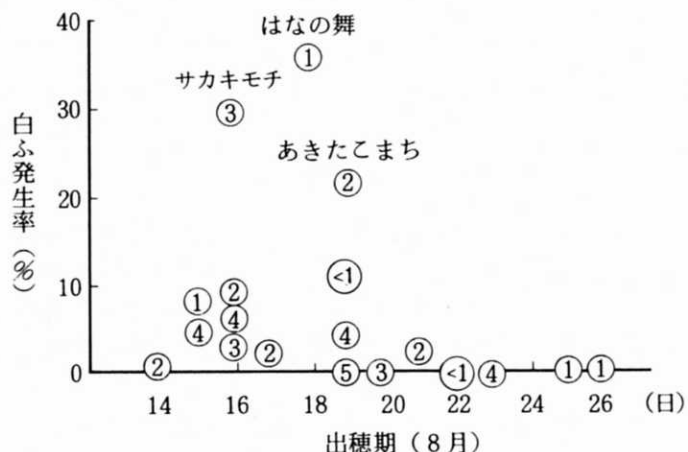 40
はなの舞
①
サカキモチ
30
③
あきたこまち
②
20
白ふ発生率(%)
<1
10
① ②
④ ④ ④
③ ② ②
0 ② ⑤ ③ <1 ④ ① ①
14 16 18 20 22 24 26 (日)
出穂期(8月)